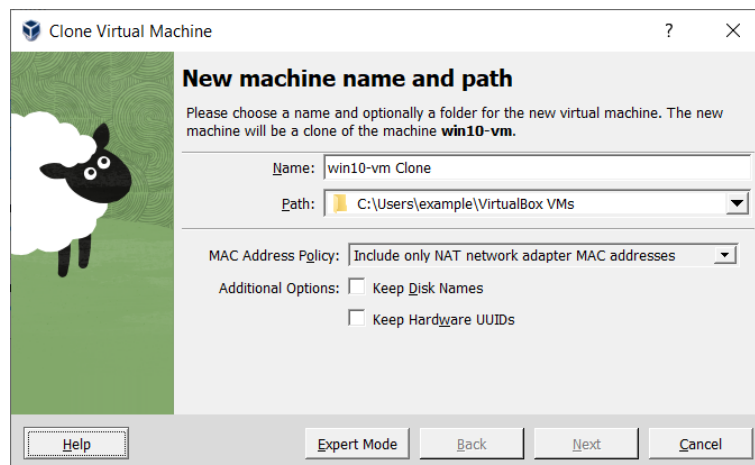 Clone Virtual Machine
New machine name and path
Please choose a name and optionally a folder for the new virtual machine. The new
machine will be a clone of the machine win10-vm.
Name: win10-vm Clone
Path: C:\Users\example\VirtualBox VMs
MAC Address Policy: Include only NAT network adapter MAC addresses
Additional Options: Keep Disk Names
Keep Hardware UUIDs
Help Expert Mode Back Next Cancel